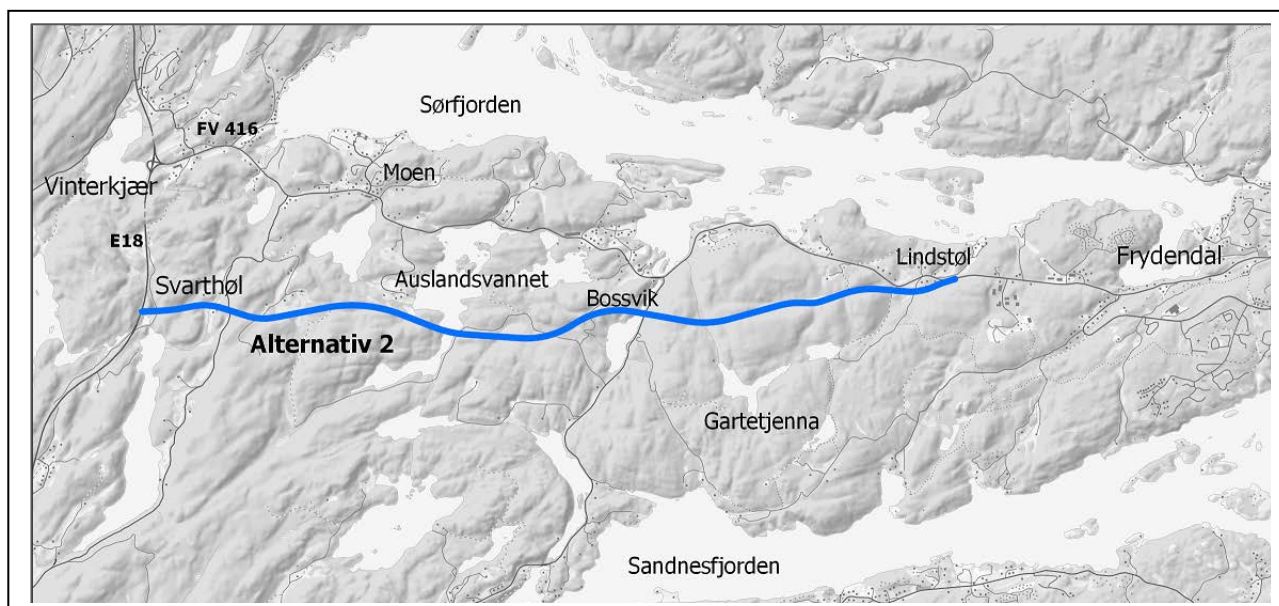 Sørfjorden
FV 416
Moen
Vinterkjær
E18
Svarthøl
Auslandsvannet
Bossvik
Lindstøl
Frydendal
Alternativ 2
Gartetjenna
Sandnesfjorden